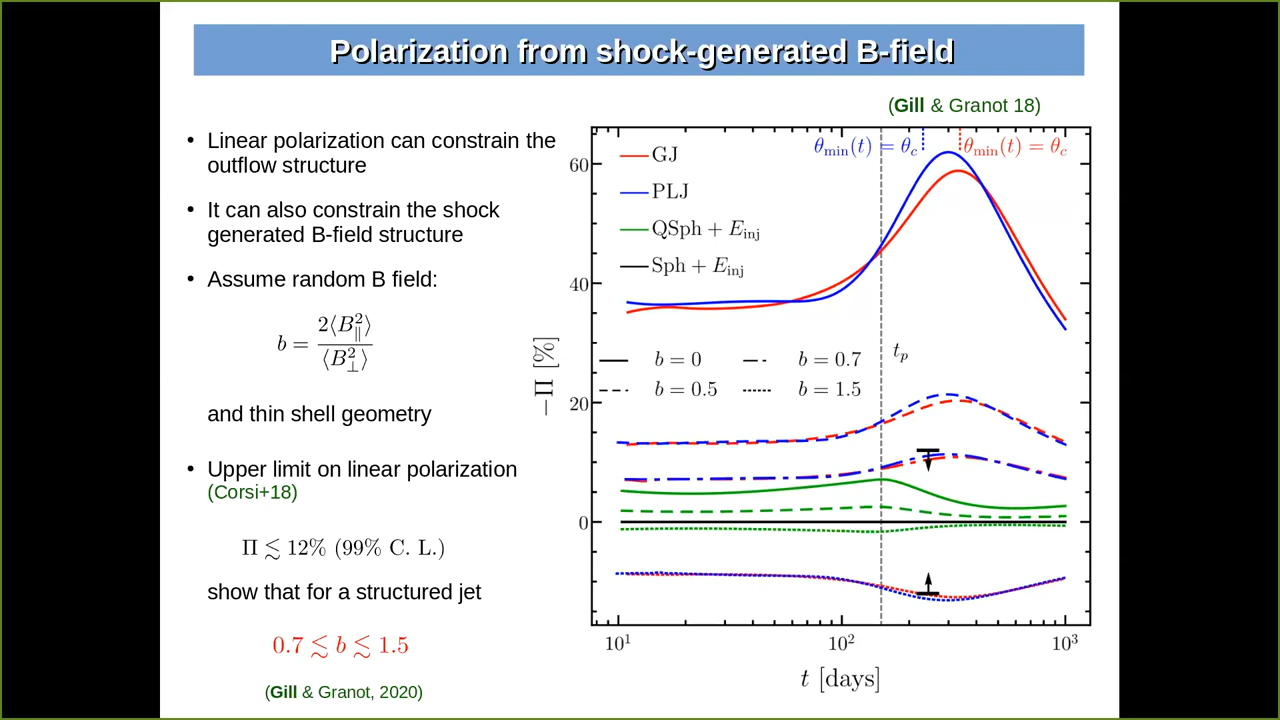 Polarization from shock-generated B-field
(Gill & Granot 18)
• Linear polarization can constrain the
outflow structure
• It can also constrain the shock
generated B-field structure
• Assume random B field:
b = 2⟨B∥²⟩ / ⟨B⊥²⟩
and thin shell geometry
• Upper limit on linear polarization
(Corsi+18)
Π ≲ 12% (99% C. L.)
show that for a structured jet
0.7 ≲ b ≲ 1.5
(Gill & Granot, 2020)
θmin(t) = θc
θmin(t) = θc
GJ
PLJ
QSph + Einj
Sph + Einj
b = 0
b = 0.7
b = 0.5
b = 1.5
tp
−Π [%]
60
40
20
0
10¹
10²
10³
t [days]